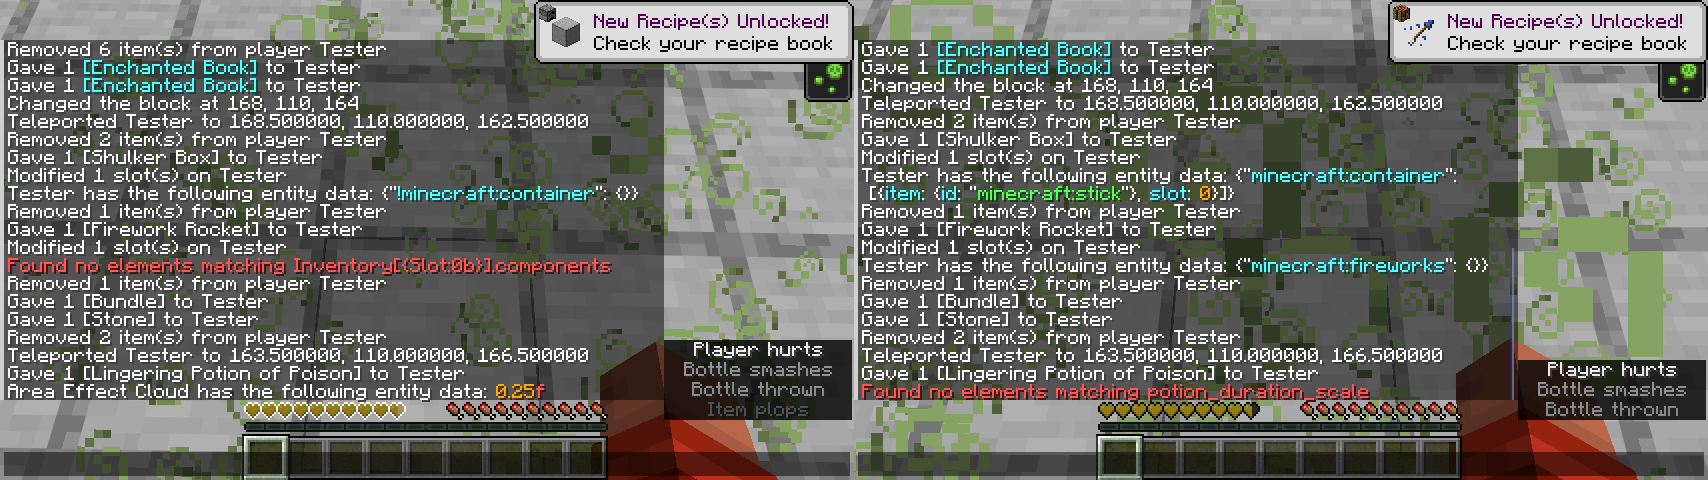 New Recipe(s) Unlocked!
Check your recipe book
Removed 6 item(s) from player Tester
Gave 1 [Enchanted Book] to Tester
Gave 1 [Enchanted Book] to Tester
Changed the block at 168, 110, 164
Teleported Tester to 168.500000, 110.000000, 162.500000
Removed 2 item(s) from player Tester
Gave 1 [Shulker Box] to Tester
Modified 1 slot(s) on Tester
Tester has the following entity data: {"!minecraft:container": {}}
Removed 1 item(s) from player Tester
Gave 1 [Firework Rocket] to Tester
Modified 1 slot(s) on Tester
Found no elements matching Inventory[{Slot:0b}].components
Removed 1 item(s) from player Tester
Gave 1 [Bundle] to Tester
Gave 1 [Stone] to Tester
Removed 2 item(s) from player Tester
Teleported Tester to 163.500000, 110.000000, 166.500000
Gave 1 [Lingering Potion of Poison] to Tester
Area Effect Cloud has the following entity data: 0.25f
Player hurts
Bottle smashes
Bottle thrown
Item plops
New Recipe(s) Unlocked!
Check your recipe book
Gave 1 [Enchanted Book] to Tester
Gave 1 [Enchanted Book] to Tester
Changed the block at 168, 110, 164
Teleported Tester to 168.500000, 110.000000, 162.500000
Removed 2 item(s) from player Tester
Gave 1 [Shulker Box] to Tester
Modified 1 slot(s) on Tester
Tester has the following entity data: {"minecraft:container":
[{item: {id: "minecraft:stick"}, slot: 0}]}
Removed 1 item(s) from player Tester
Gave 1 [Firework Rocket] to Tester
Modified 1 slot(s) on Tester
Tester has the following entity data: {"minecraft:fireworks": {}}
Removed 1 item(s) from player Tester
Gave 1 [Bundle] to Tester
Gave 1 [Stone] to Tester
Removed 2 item(s) from player Tester
Teleported Tester to 163.500000, 110.000000, 166.500000
Gave 1 [Lingering Potion of Poison] to Tester
Found no elements matching potion_duration_scale
Player hurts
Bottle smashes
Bottle thrown